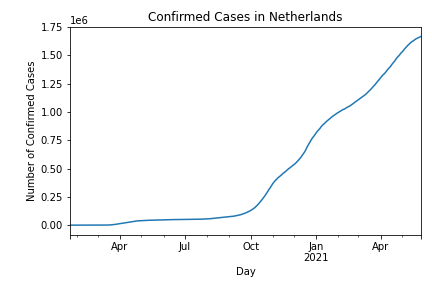 Confirmed Cases in Netherlands
1e6
1.75
1.50
1.25
1.00
0.75
0.50
0.25
0.00
Number of Confirmed Cases
Apr Jul Oct Jan Apr
2021
Day